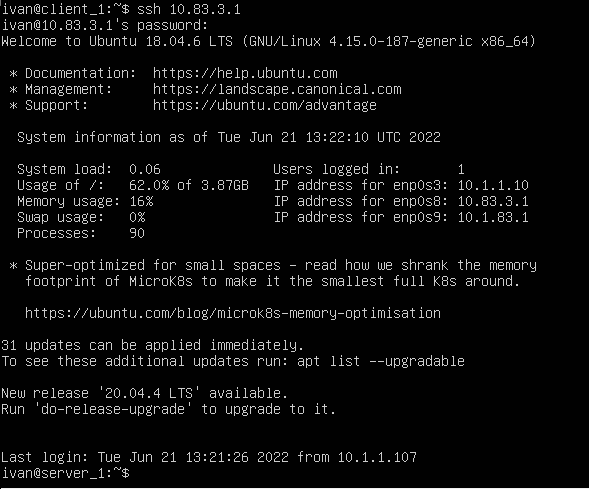 ivan@client_1:~$ ssh 10.83.3.1
ivan@10.83.3.1's password:
Welcome to Ubuntu 18.04.6 LTS (GNU/Linux 4.15.0-187-generic x86_64)

 * Documentation:  https://help.ubuntu.com
 * Management:     https://landscape.canonical.com
 * Support:        https://ubuntu.com/advantage

  System information as of Tue Jun 21 13:22:10 UTC 2022

  System load:  0.06              Users logged in:       1
  Usage of /:   62.0% of 3.87GB   IP address for enp0s3: 10.1.1.10
  Memory usage: 16%               IP address for enp0s8: 10.83.3.1
  Swap usage:   0%                IP address for enp0s9: 10.1.83.1
  Processes:    90

 * Super-optimized for small spaces - read how we shrank the memory
   footprint of MicroK8s to make it the smallest full K8s around.

   https://ubuntu.com/blog/microk8s-memory-optimisation

31 updates can be applied immediately.
To see these additional updates run: apt list --upgradable

New release '20.04.4 LTS' available.
Run 'do-release-upgrade' to upgrade to it.


Last login: Tue Jun 21 13:21:26 2022 from 10.1.1.107
ivan@server_1:~$